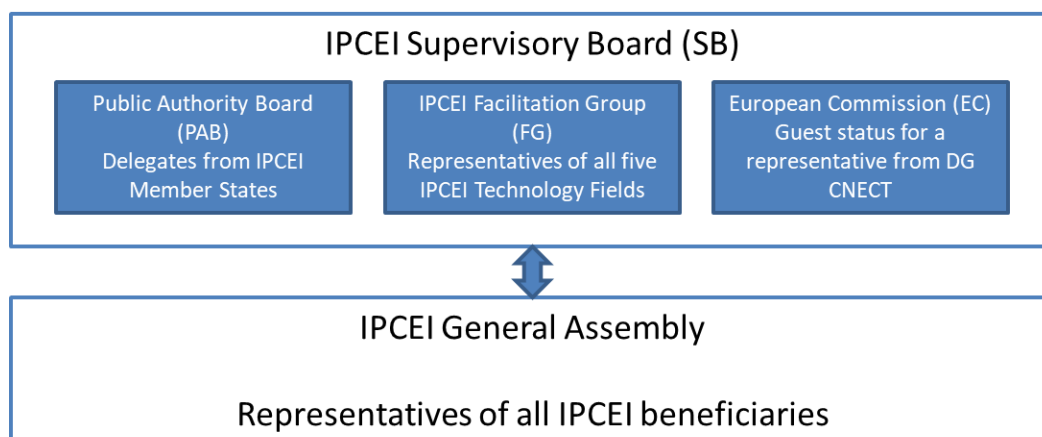 IPCEI Supervisory Board (SB)
Public Authority Board
(PAB)
Delegates from IPCEI
Member States
IPCEI Facilitation Group
(FG)
Representatives of all five
IPCEI Technology Fields
European Commission (EC)
Guest status for a
representative from DG
CNECT
IPCEI General Assembly
Representatives of all IPCEI beneficiaries